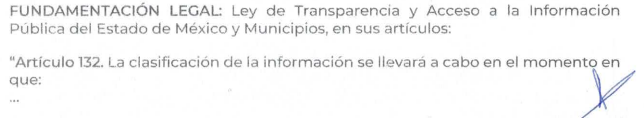 FUNDAMENTACIÓN LEGAL: Ley de Transparencia y Acceso a la Información
Pública del Estado de México y Municipios, en sus artículos:
"Artículo 132. La clasificación de la información se llevará a cabo en el momento en
que:
...